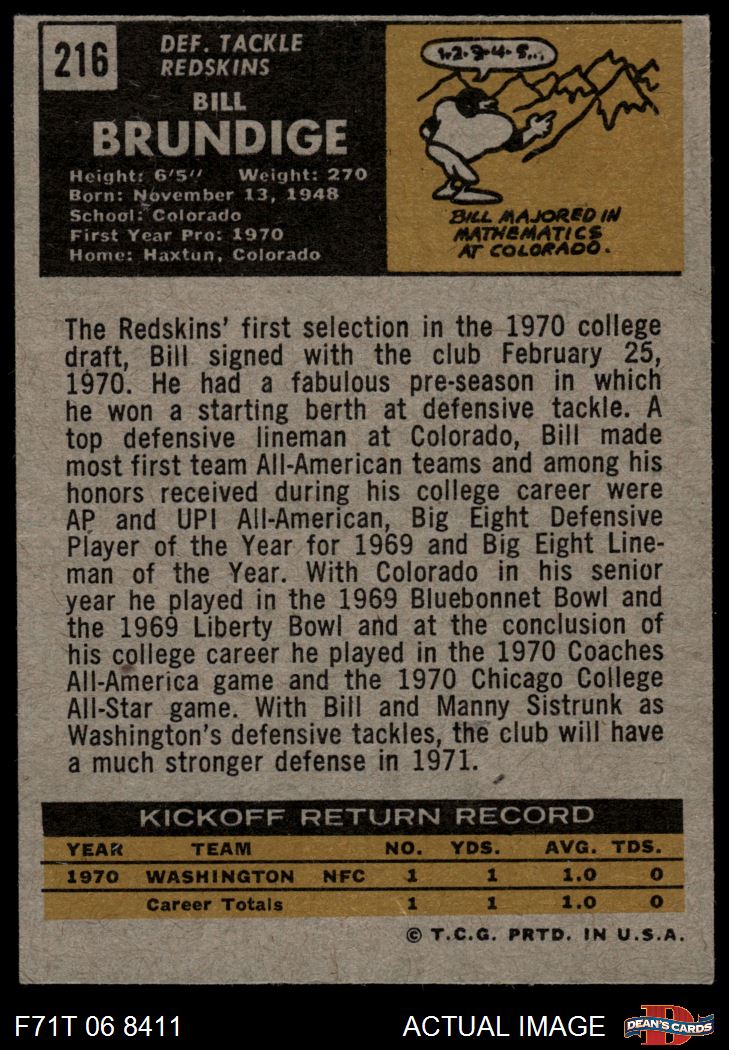 216
DEF. TACKLE
REDSKINS
BILL
BRUNDIGE
Height: 6'5" Weight: 270
Born: November 13, 1948
School: Colorado
First Year Pro: 1970
Home: Haxtun, Colorado
1.2.3.4.5...
BILL MAJORED IN
MATHEMATICS
AT COLORADO.
The Redskins' first selection in the 1970 college
draft, Bill signed with the club February 25,
1970. He had a fabulous pre-season in which
he won a starting berth at defensive tackle. A
top defensive lineman at Colorado, Bill made
most first team All-American teams and among his
honors received during his college career were
AP and UPI All-American, Big Eight Defensive
Player of the Year for 1969 and Big Eight Line-
man of the Year. With Colorado in his senior
year he played in the 1969 Bluebonnet Bowl and
the 1969 Liberty Bowl and at the conclusion of
his college career he played in the 1970 Coaches
All-America game and the 1970 Chicago College
All-Star game. With Bill and Manny Sistrunk as
Washington's defensive tackles, the club will have
a much stronger defense in 1971.
KICKOFF RETURN RECORD
YEAR TEAM NO. YDS. AVG. TDS.
1970 WASHINGTON NFC 1 1 1.0 0
Career Totals 1 1 1.0 0
© T.C.G. PRTD. IN U.S.A.
F71T 06 8411 ACTUAL IMAGE
D
DEAN'S CARDS